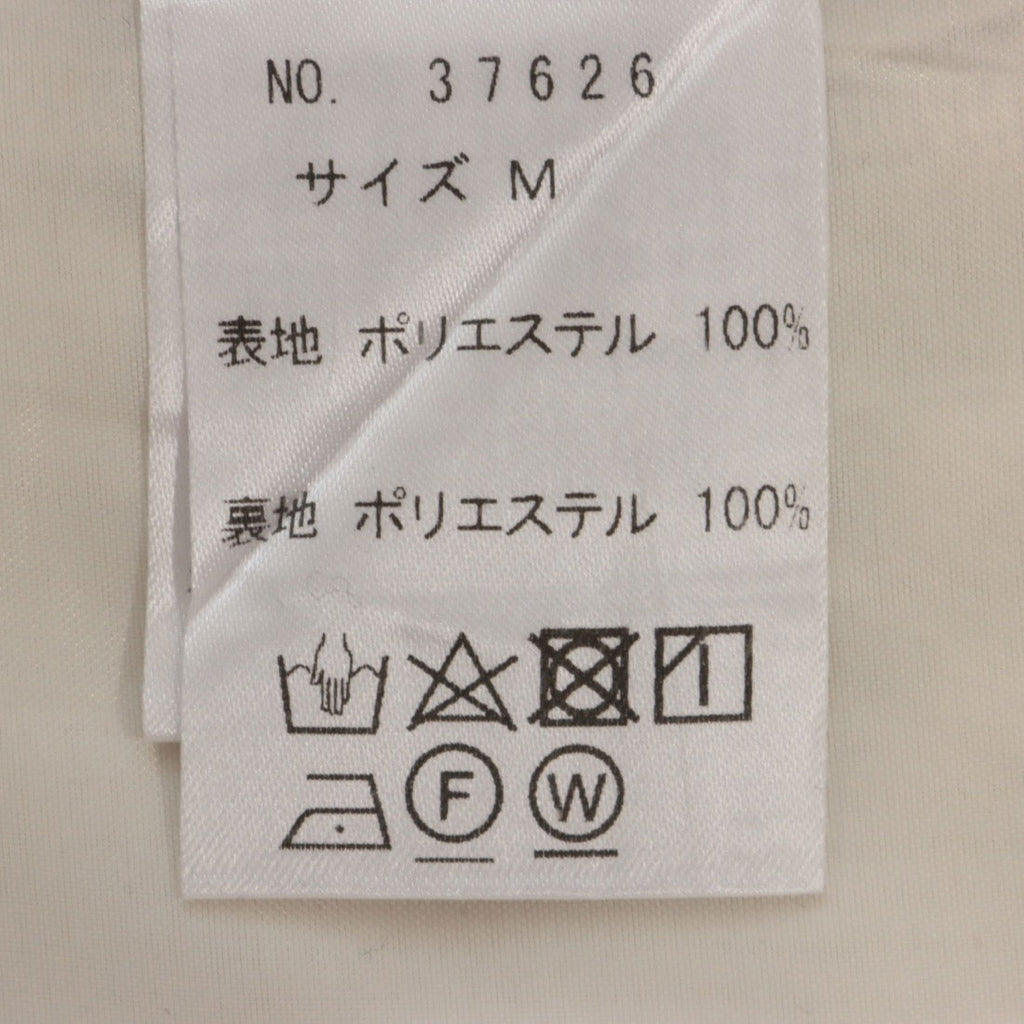 NO. 37626
サイズ M
表地 ポリエステル 100%
裏地 ポリエステル 100%
F W